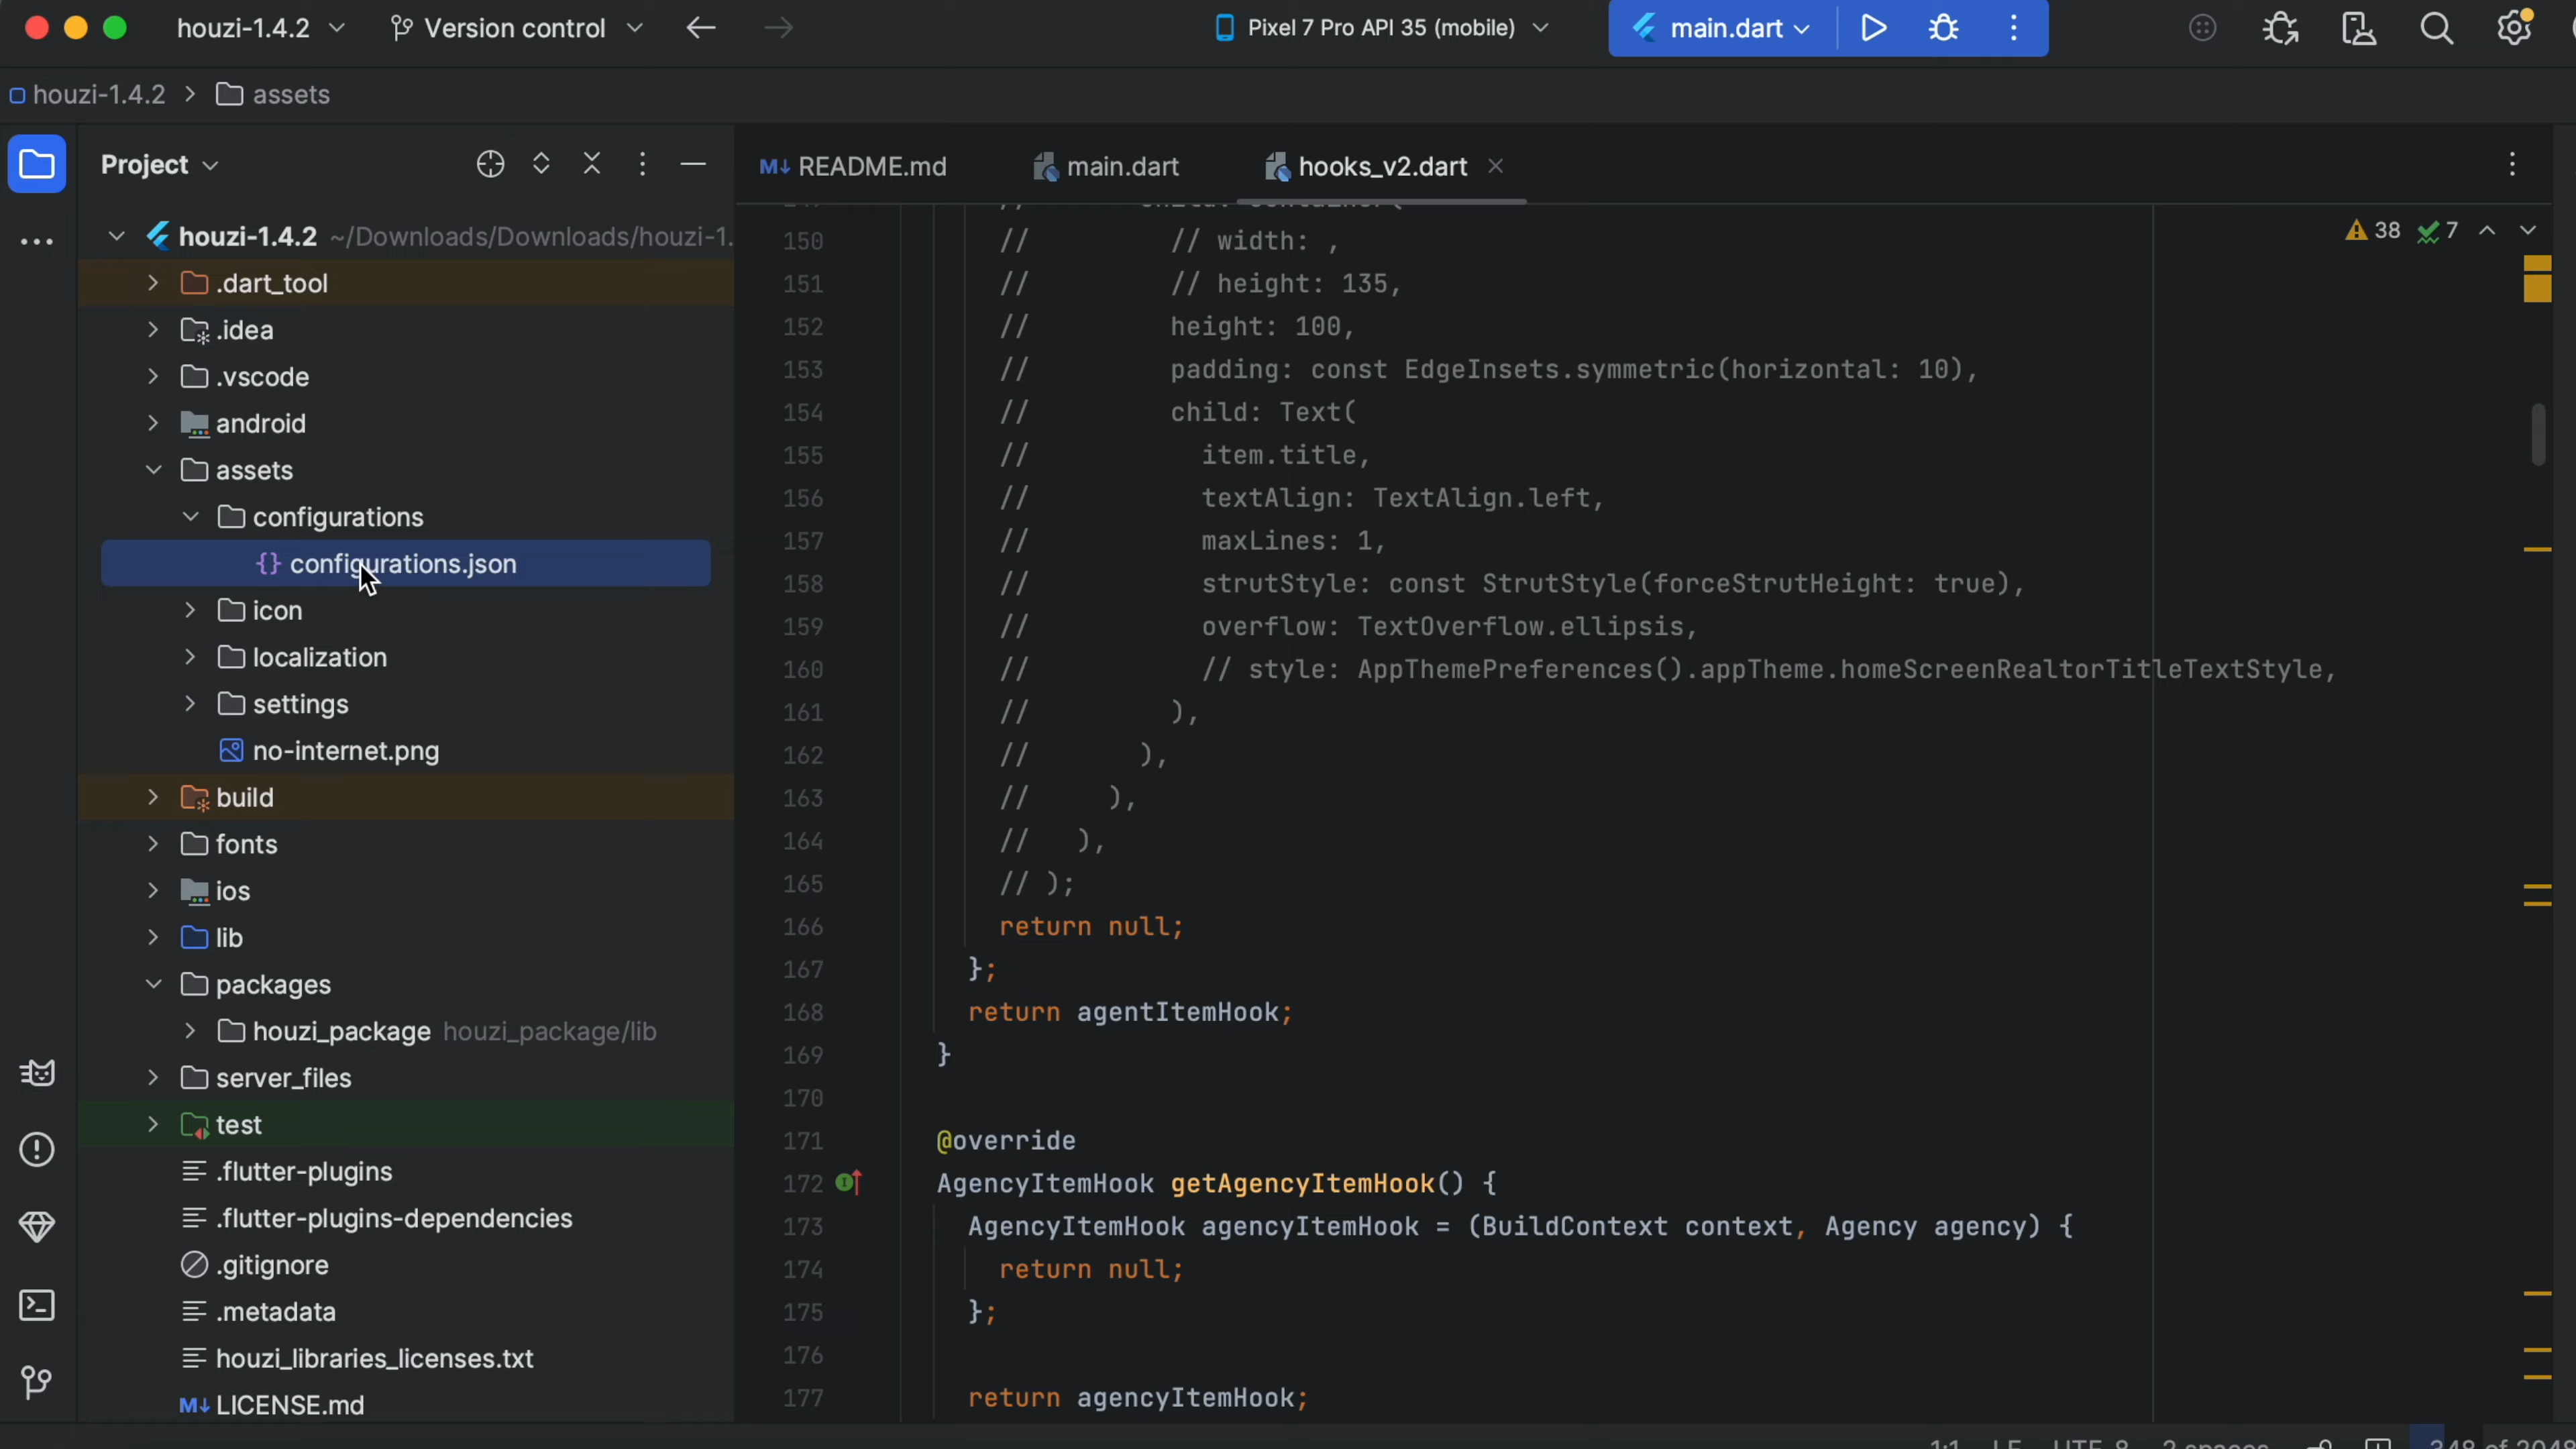 houzi-1.4.2
Version control
Pixel 7 Pro API 35 (mobile)
main.dart
houzi-1.4.2 > assets
Project
README.md
main.dart
hooks_v2.dart
38
7
houzi-1.4.2 ~/Downloads/Downloads/houzi-1.
.dart_tool
.idea
.vscode
android
assets
configurations
{} configurations.json
icon
localization
settings
no-internet.png
build
fonts
ios
lib
packages
houzi_package houzi_package/lib
server_files
test
.flutter-plugins
.flutter-plugins-dependencies
.gitignore
.metadata
houzi_libraries_licenses.txt
M↓ LICENSE.md
150 // // width: ,
151 // // height: 135,
152 // height: 100,
153 // padding: const EdgeInsets.symmetric(horizontal: 10),
154 // child: Text(
155 // item.title,
156 // textAlign: TextAlign.left,
157 // maxLines: 1,
158 // strutStyle: const StrutStyle(forceStrutHeight: true),
159 // overflow: TextOverflow.ellipsis,
160 // // style: AppThemePreferences().appTheme.homeScreenRealtorTitleTextStyle,
161 // ),
162 // ),
163 // ),
164 // ),
165 // );
166 return null;
167 };
168 return agentItemHook;
169 }
170
171 @override
172 AgencyItemHook getAgencyItemHook() {
173 AgencyItemHook agencyItemHook = (BuildContext context, Agency agency) {
174 return null;
175 };
176
177 return agencyItemHook;